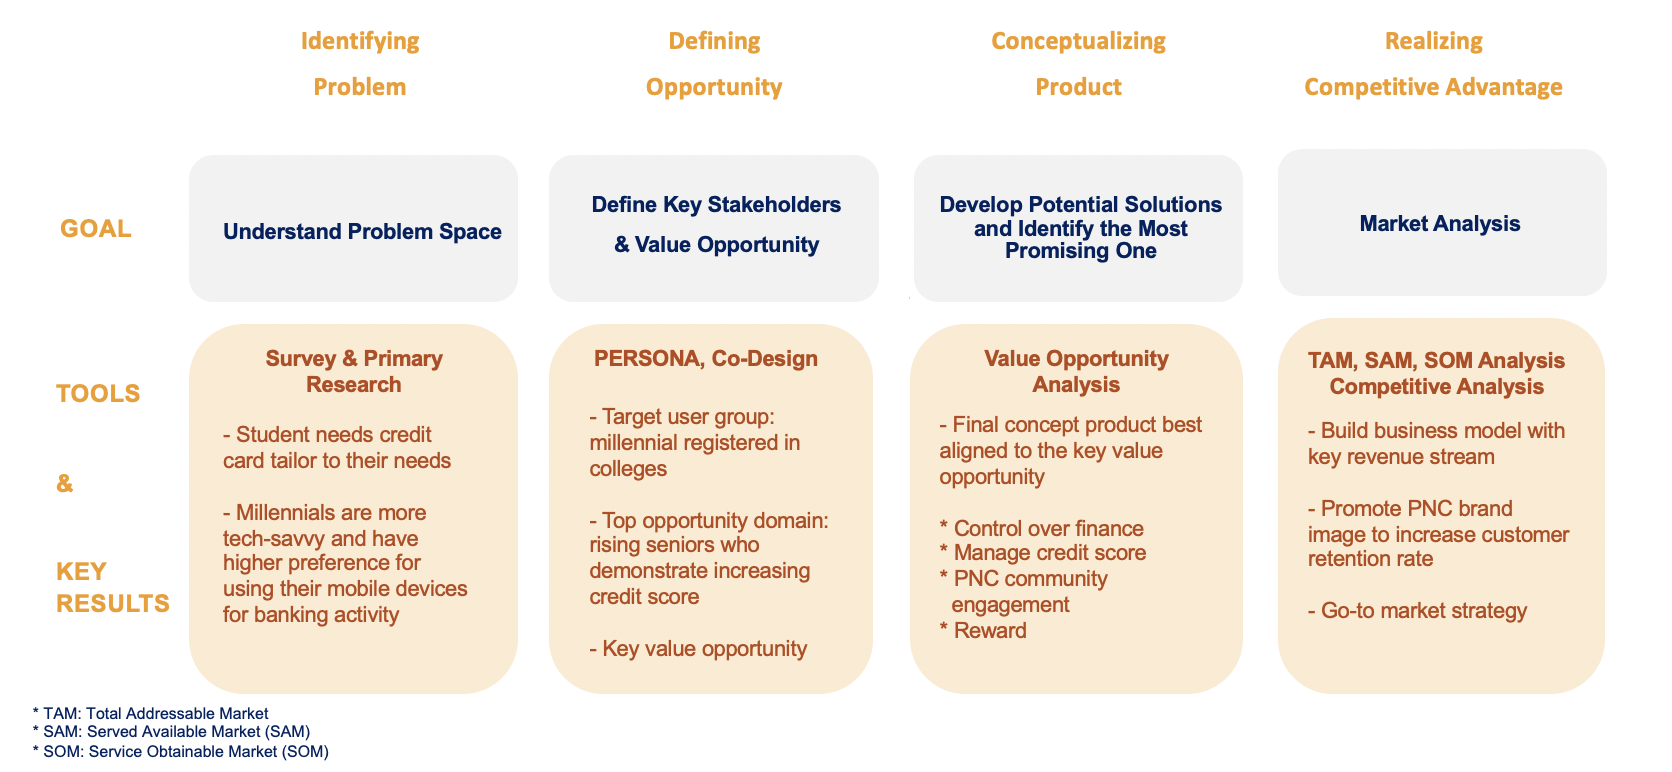 Identifying
Problem
Defining
Opportunity
Conceptualizing
Product
Realizing
Competitive Advantage
GOAL
Understand Problem Space
Define Key Stakeholders
& Value Opportunity
Develop Potential Solutions
and Identify the Most
Promising One
Market Analysis
TOOLS
&
KEY
RESULTS
Survey & Primary
Research
- Student needs credit
card tailor to their needs
- Millennials are more
tech-savvy and have
higher preference for
using their mobile devices
for banking activity
PERSONA, Co-Design
- Target user group:
millennial registered in
colleges
- Top opportunity domain:
rising seniors who
demonstrate increasing
credit score
- Key value opportunity
Value Opportunity
Analysis
- Final concept product best
aligned to the key value
opportunity
* Control over finance
* Manage credit score
* PNC community
engagement
* Reward
TAM, SAM, SOM Analysis
Competitive Analysis
- Build business model with
key revenue stream
- Promote PNC brand
image to increase customer
retention rate
- Go-to market strategy
* TAM: Total Addressable Market
* SAM: Served Available Market (SAM)
* SOM: Service Obtainable Market (SOM)